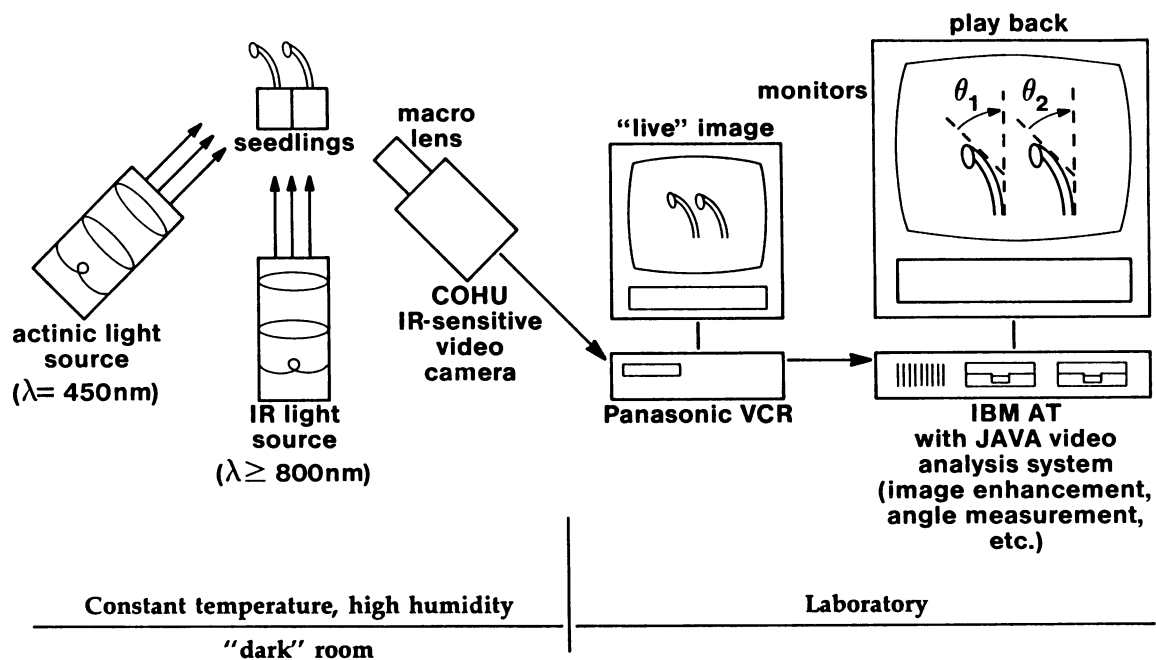 play back
monitors
θ1
θ2
"live" image
macro
lens
seedlings
actinic light
source
(λ= 450nm)
IR light
source
(λ≥ 800nm)
COHU
IR-sensitive
video
camera
Panasonic VCR
IBM AT
with JAVA video
analysis system
(image enhancement,
angle measurement,
etc.)
Constant temperature, high humidity
"dark" room
Laboratory